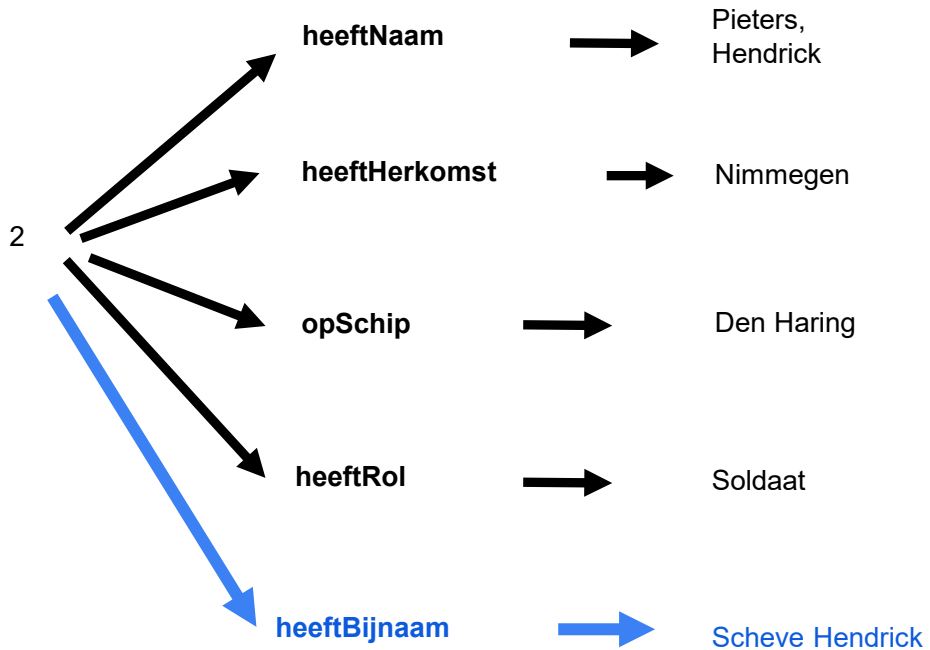 heeftNaam
Pieters,
Hendrick
heeftHerkomst
Nimmegen
2
opSchip
Den Haring
heeftRol
Soldaat
heeftBijnaam
Scheve Hendrick